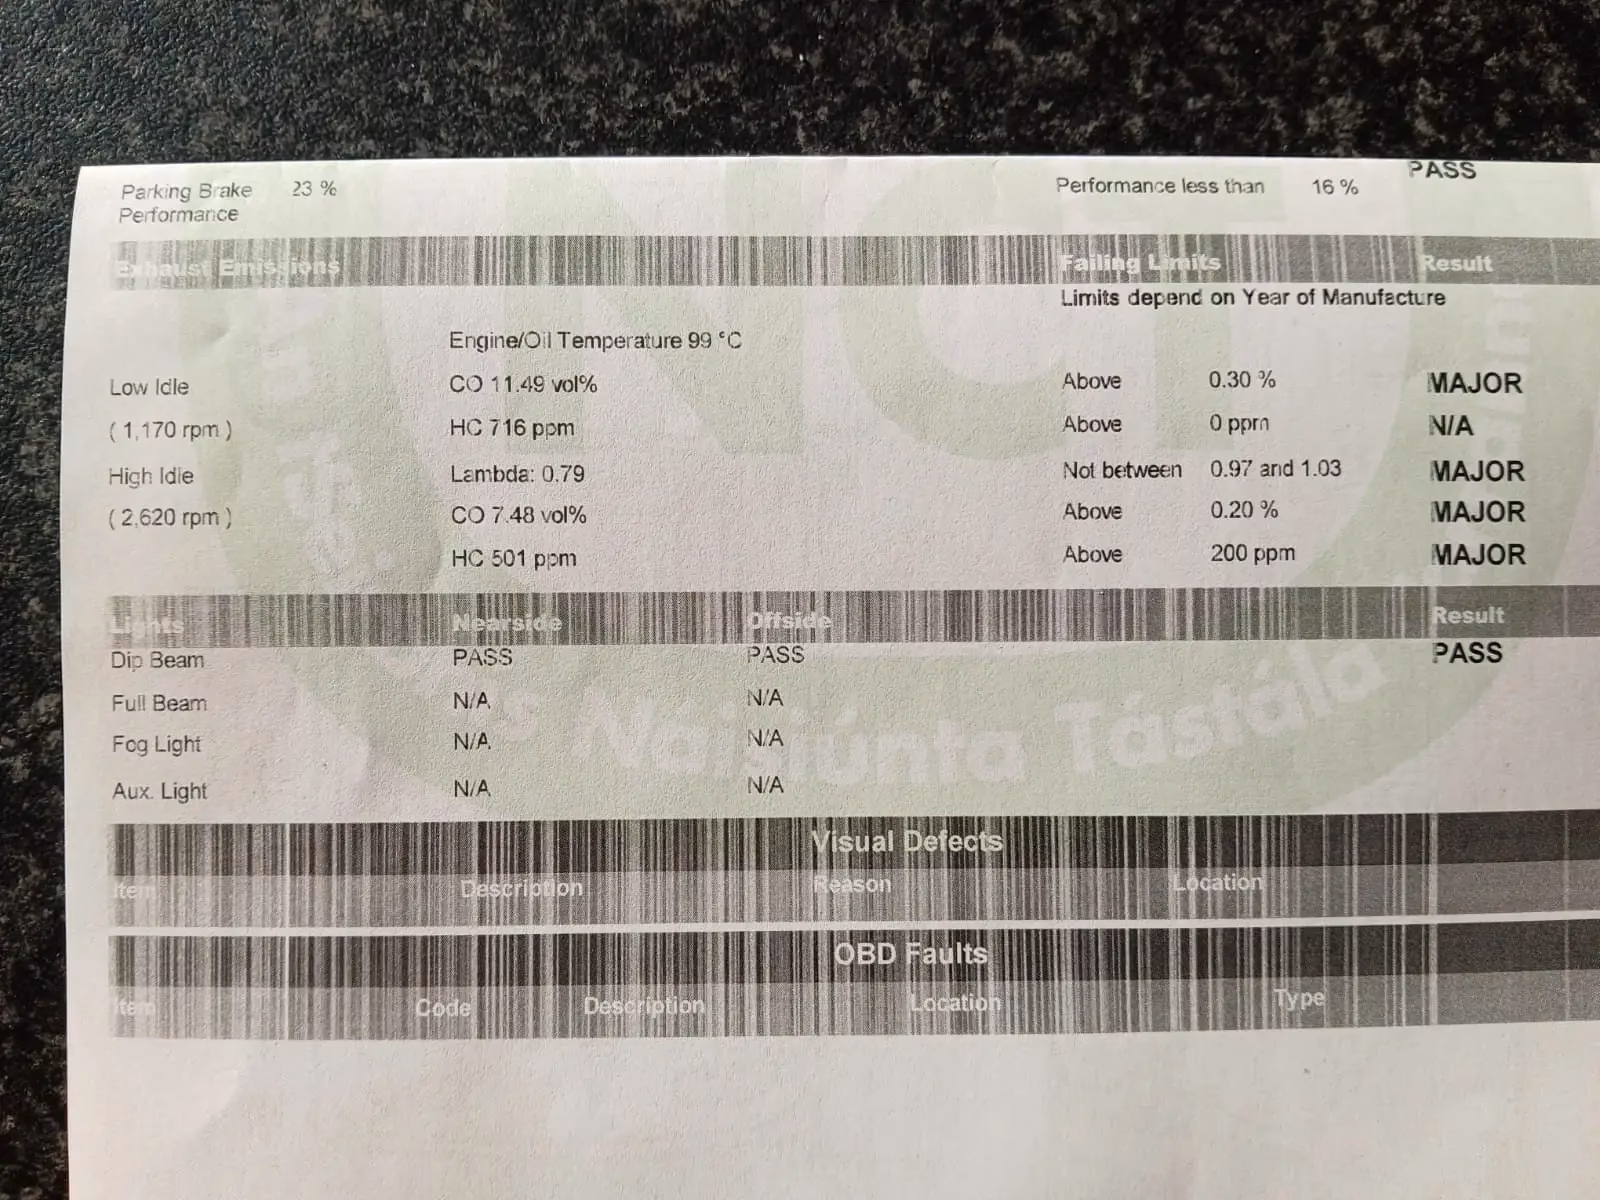 PASS
Parking Brake 23 % Performance less than 16 %
Performance
Exhaust Emissions Failing Limits Result
Limits depend on Year of Manufacture
Engine/Oil Temperature 99 °C
Low Idle CO 11.49 vol% Above 0.30 % MAJOR
( 1,170 rpm ) HC 716 ppm Above 0 ppm N/A
High Idle Lambda: 0.79 Not between 0.97 and 1.03 MAJOR
( 2,620 rpm ) CO 7.48 vol% Above 0.20 % MAJOR
HC 501 ppm Above 200 ppm MAJOR
Lights Nearside Offside Result
Dip Beam PASS PASS PASS
Full Beam N/A N/A
Fog Light N/A N/A
Aux. Light N/A N/A
Visual Defects
Item Description Reason Location
OBD Faults
Item Code Description Location Type
NCT
Náisiúnta Tástála